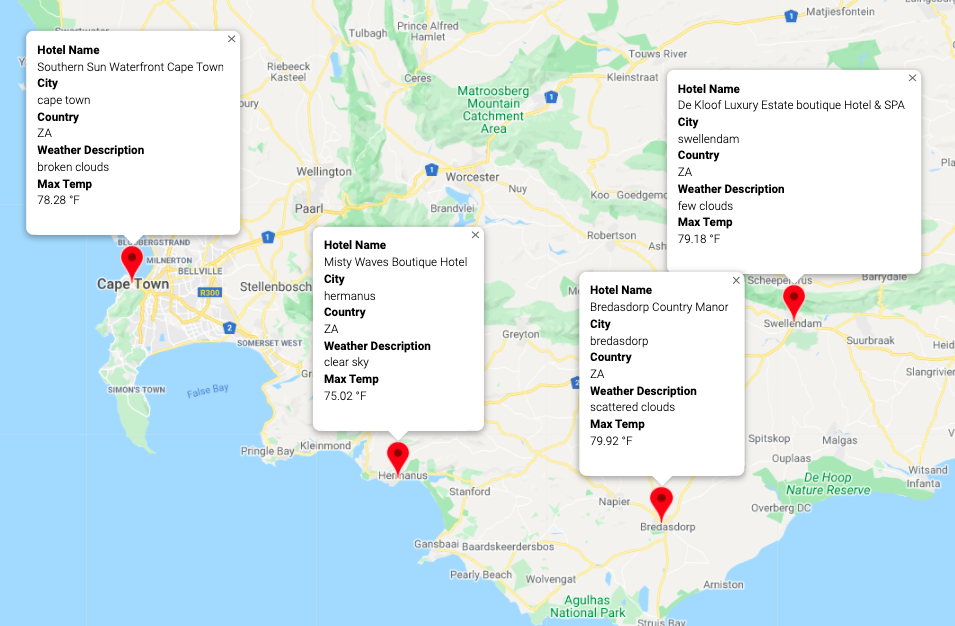 Hotel Name
Southern Sun Waterfront Cape Town
City
cape town
Country
ZA
Weather Description
broken clouds
Max Temp
78.28 °F
Hotel Name
Misty Waves Boutique Hotel
City
hermanus
Country
ZA
Weather Description
clear sky
Max Temp
75.02 °F
Hotel Name
Bredasdorp Country Manor
City
bredasdorp
Country
ZA
Weather Description
scattered clouds
Max Temp
79.92 °F
Hotel Name
De Kloof Luxury Estate boutique Hotel & SPA
City
swellendam
Country
ZA
Weather Description
few clouds
Max Temp
79.18 °F
Prince Alfred
Hamlet
Tulbagh
Matjiesfontein
1
Touws River
Riebeeck
Kasteel
Ceres
Kleinstraat
Matroosberg
Mountain
Catchment
Area
1
Wellington
1
Worcester
Nuy
Koo
Goedgemo
Paarl
Brandvlei
Robertson
Ash
1
BLOUBERGSTRAND
MILNERTON
BELLVILLE
Cape Town
R300
Stellenbosch
Scheepersrus
Barrydale
Swellendam
2
SOMERSET WEST
Greyton
Suurbraak
Heid
Slangrivier
2
SIMON'S TOWN
False Bay
Gr
Pringle Bay
Kleinmond
Hermanus
Stanford
Spitskop
Malgas
Ouplaas
Witsand
Infanta
De Hoop
Nature Reserve
Napier
Overberg DC
Bredasdorp
Gansbaai
Baardskeerdersbos
Pearly Beach
Wolvengat
Arniston
Agulhas
National Park
Struis Bay